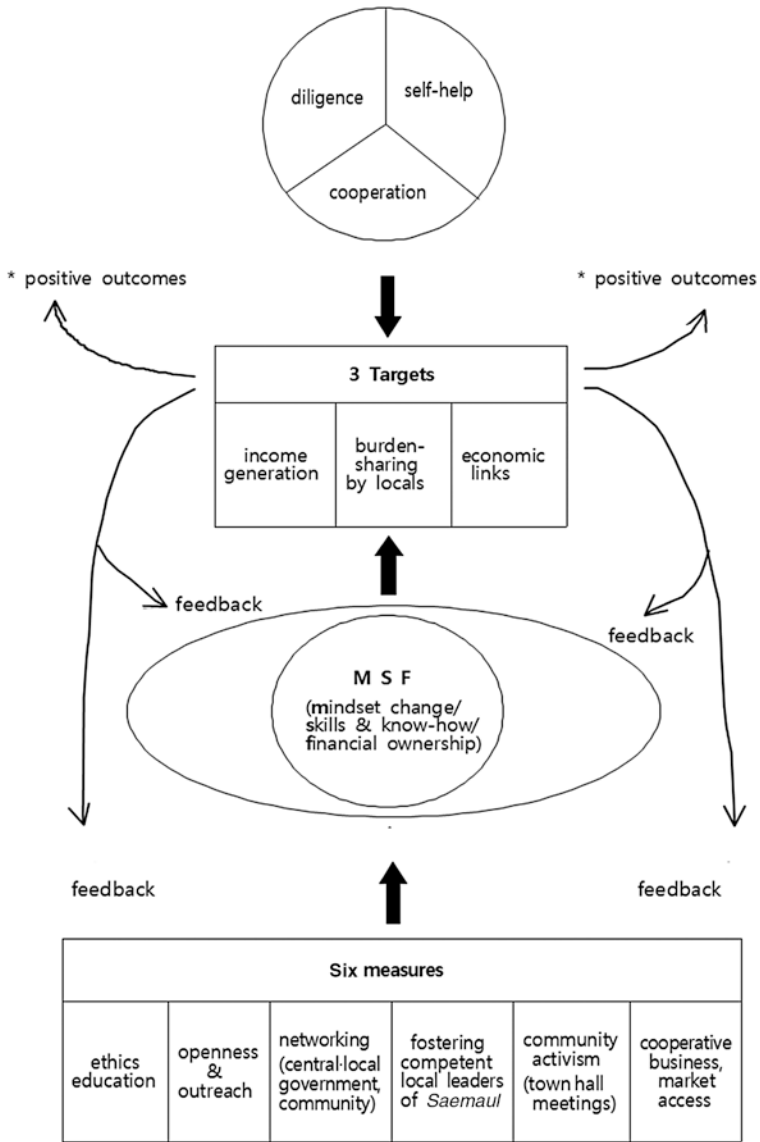 diligence
self-help
cooperation
* positive outcomes
* positive outcomes
3 Targets
income
generation
burden-
sharing
by locals
economic
links
feedback
feedback
M S F
(mindset change/
skills & know-how/
financial ownership)
feedback
feedback
Six measures
ethics
education
openness
&
outreach
networking
(central·local
government,
community)
fostering
competent
local leaders
of Saemaul
community
activism
(town hall
meetings)
cooperative
business,
market
access